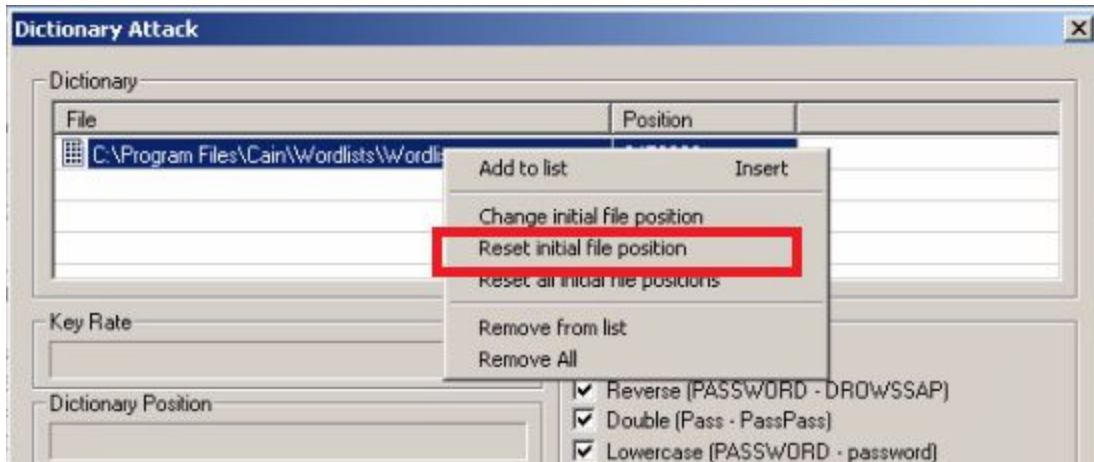 Dictionary Attack
Dictionary
File Position
C:\Program Files\Cain\Wordlists\Wordli
Add to list Insert
Change initial file position
Reset initial file position
Reset all initial file positions
Remove from list
Remove All
Key Rate
Dictionary Position
Reverse (PASSWORD - DROWSSAP)
Double (Pass - PassPass)
Lowercase (PASSWORD - password)